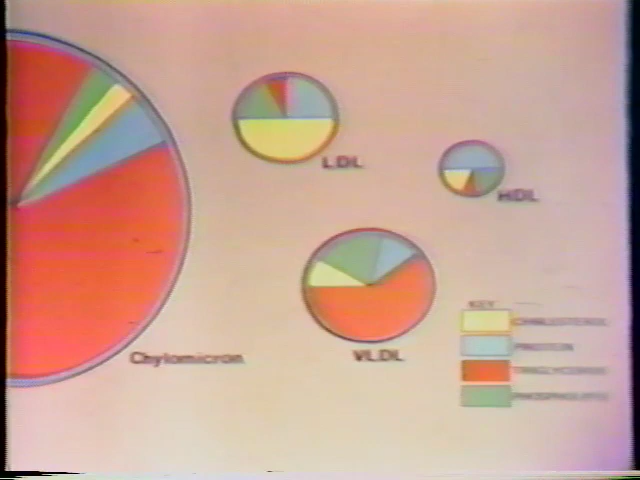 LDL
HDL
Chylomicron
VLDL
KEY
CHOLESTEROL
PROTEIN
TRIGLYCERIDE
PHOSPHOLIPID